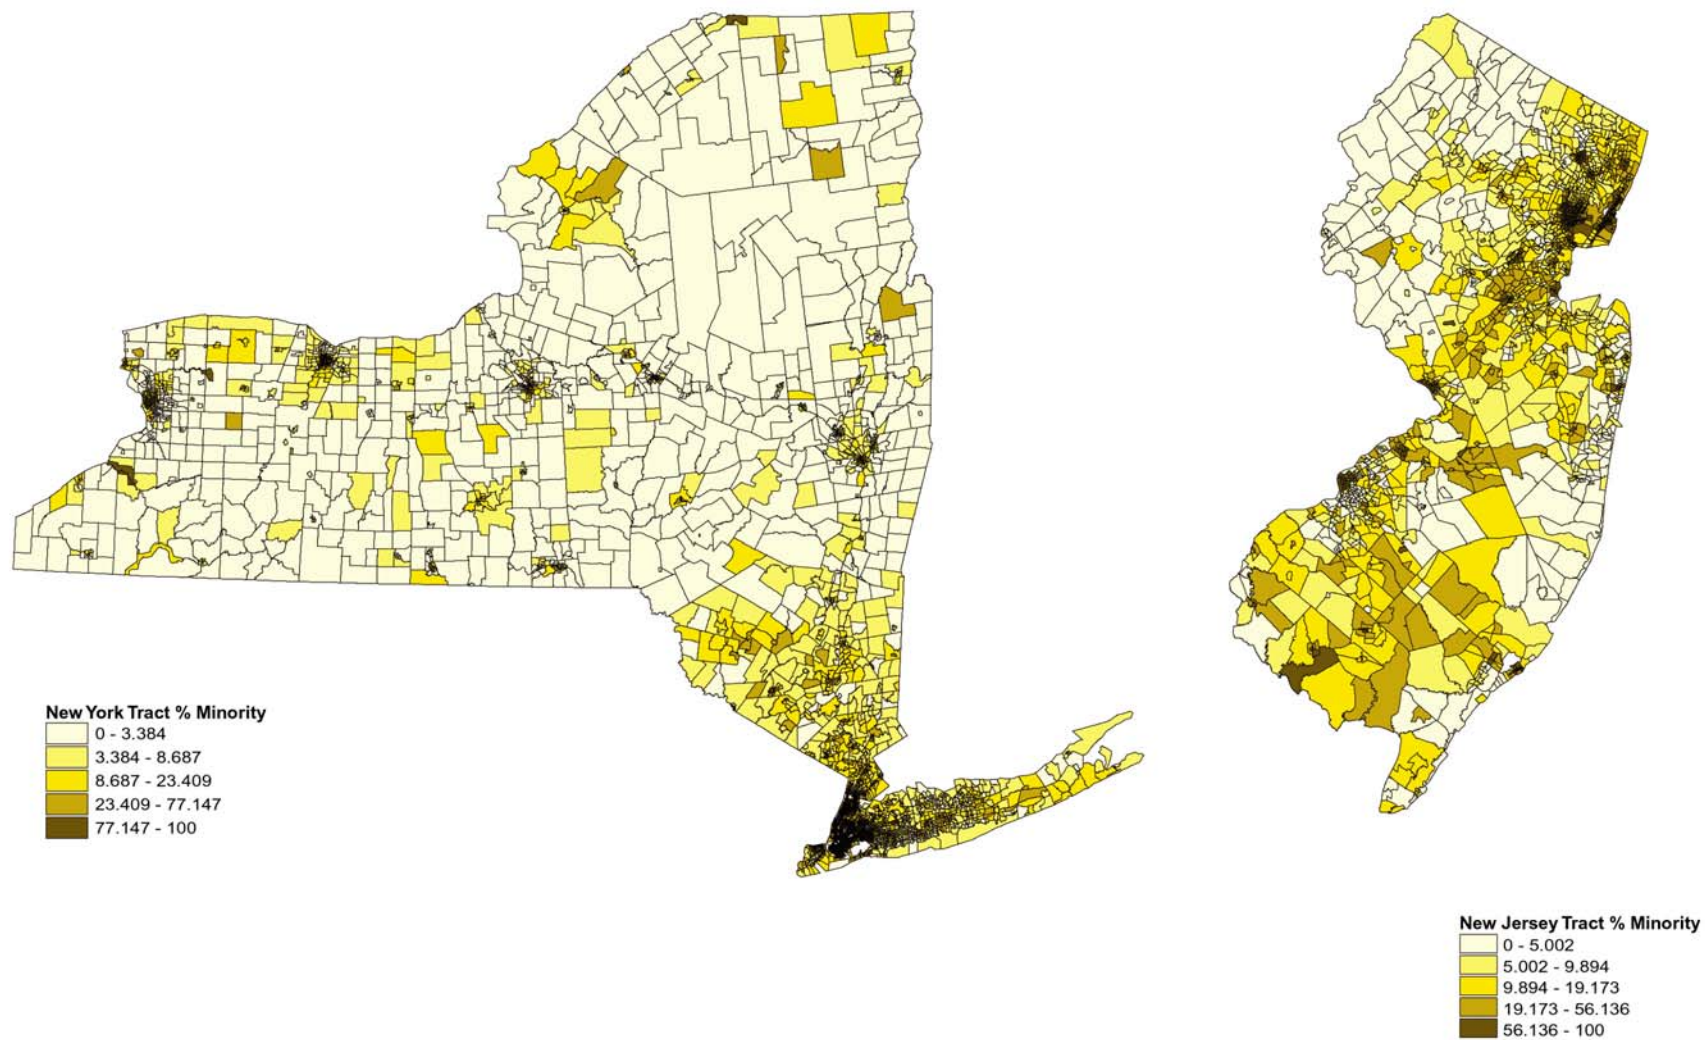 New York Tract % Minority
0 - 3.384
3.384 - 8.687
8.687 - 23.409
23.409 - 77.147
77.147 - 100
New Jersey Tract % Minority
0 - 5.002
5.002 - 9.894
9.894 - 19.173
19.173 - 56.136
56.136 - 100